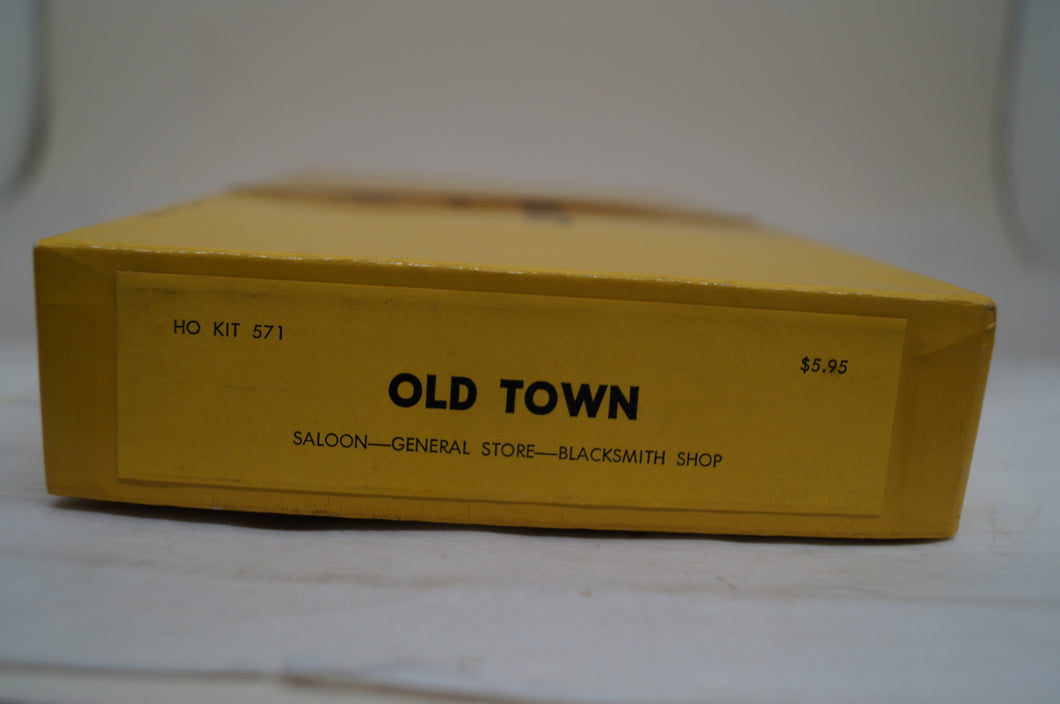 HO KIT 571
$5.95
OLD TOWN
SALOON—GENERAL STORE—BLACKSMITH SHOP